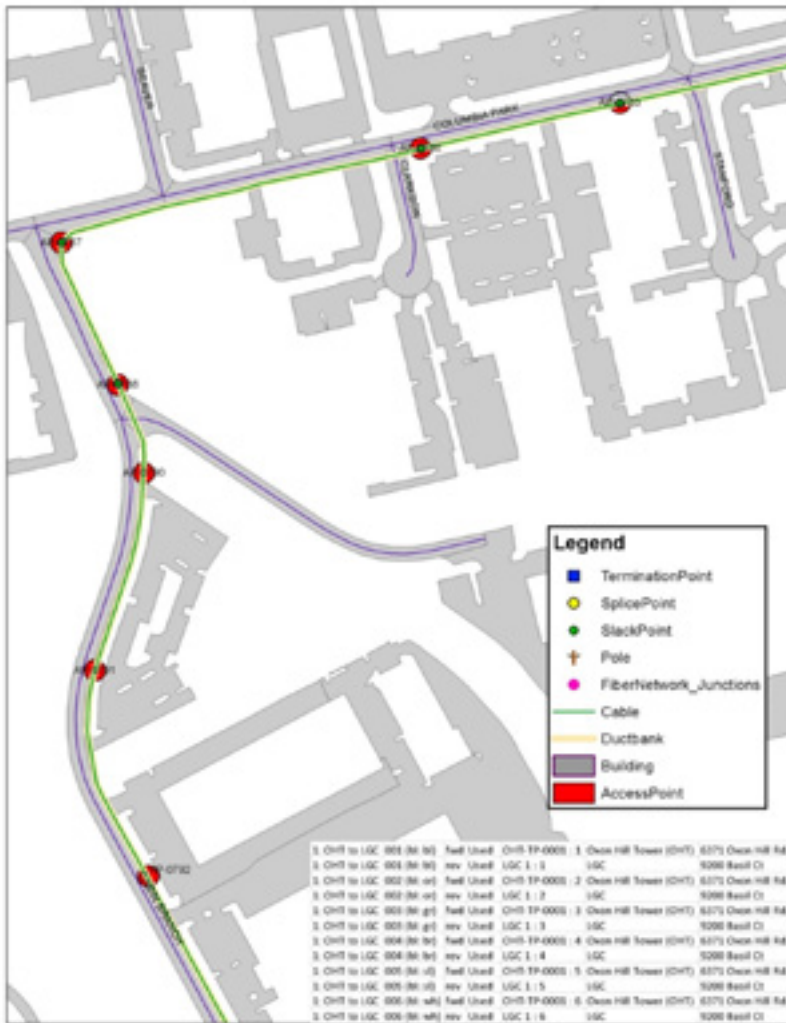 BEAVER
COLUMBIA PARK
CLARKSON
STANFORD
Legend
TerminationPoint
SplicePoint
SlackPoint
Pole
FiberNetwork_Junctions
Cable
Ductbank
Building
AccessPoint
1 OHT to LGC 001 (bl: bl) fwd Used OHT-TP-0001 : 1 Oxon Hill Tower (OHT) 6371 Oxon Hill Rd
1 OHT to LGC 001 (bl: bl) rev Used LGC 1 : 1 LGC 9200 Basil Ct
1 OHT to LGC 002 (bl: or) fwd Used OHT-TP-0001 : 2 Oxon Hill Tower (OHT) 6371 Oxon Hill Rd
1 OHT to LGC 002 (bl: or) rev Used LGC 1 : 2 LGC 9200 Basil Ct
1 OHT to LGC 003 (bl: gr) fwd Used OHT-TP-0001 : 3 Oxon Hill Tower (OHT) 6371 Oxon Hill Rd
1 OHT to LGC 003 (bl: gr) rev Used LGC 1 : 3 LGC 9200 Basil Ct
1 OHT to LGC 004 (bl: br) fwd Used OHT-TP-0001 : 4 Oxon Hill Tower (OHT) 6371 Oxon Hill Rd
1 OHT to LGC 004 (bl: br) rev Used LGC 1 : 4 LGC 9200 Basil Ct
1 OHT to LGC 005 (bl: sl) fwd Used OHT-TP-0001 : 5 Oxon Hill Tower (OHT) 6371 Oxon Hill Rd
1 OHT to LGC 005 (bl: sl) rev Used LGC 1 : 5 LGC 9200 Basil Ct
1 OHT to LGC 006 (bl: wh) fwd Used OHT-TP-0001 : 6 Oxon Hill Tower (OHT) 6371 Oxon Hill Rd
1 OHT to LGC 006 (bl: wh) rev Used LGC 1 : 6 LGC 9200 Basil Ct